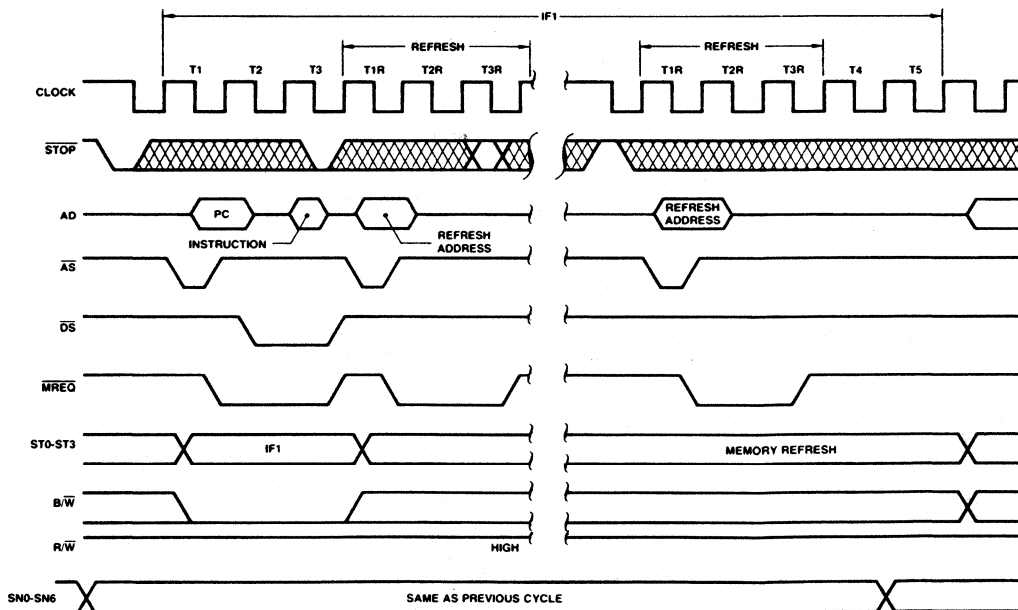 IF1
REFRESH REFRESH
T1 T2 T3 T1R T2R T3R T1R T2R T3R T4 T5
CLOCK
STOP
AD PC REFRESH ADDRESS
INSTRUCTION REFRESH ADDRESS
AS
DS
MREQ
ST0-ST3 IF1 MEMORY REFRESH
B/W
R/W HIGH
SN0-SN6 SAME AS PREVIOUS CYCLE